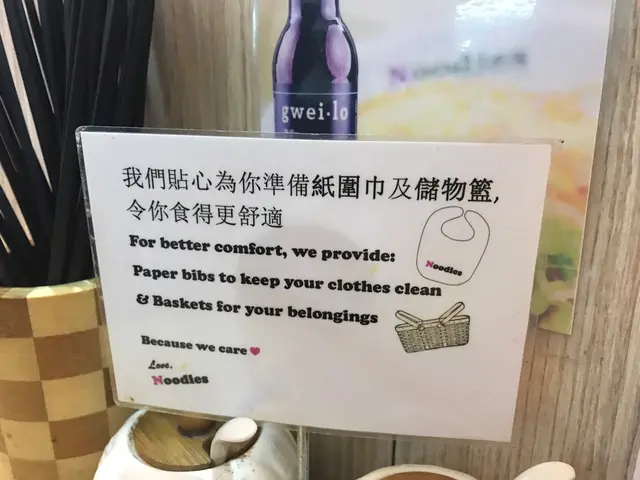 gwei·lo
Noodles
我們貼心為你準備紙圍巾及儲物籃,
令你食得更舒適
For better comfort, we provide:
Noodles
Paper bibs to keep your clothes clean
& Baskets for your belongings
Because we care
Love,
Noodles